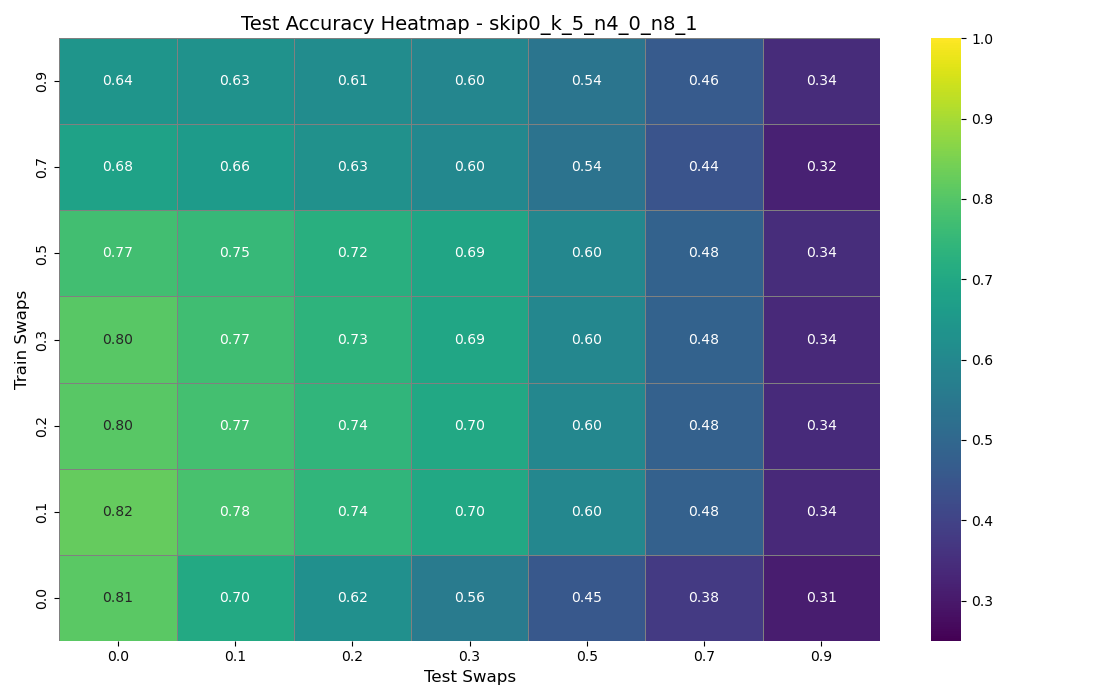 Test Accuracy Heatmap - skip0_k_5_n4_0_n8_1
Train Swaps
0.9 0.64 0.63 0.61 0.60 0.54 0.46 0.34
0.7 0.68 0.66 0.63 0.60 0.54 0.44 0.32
0.5 0.77 0.75 0.72 0.69 0.60 0.48 0.34
0.3 0.80 0.77 0.73 0.69 0.60 0.48 0.34
0.2 0.80 0.77 0.74 0.70 0.60 0.48 0.34
0.1 0.82 0.78 0.74 0.70 0.60 0.48 0.34
0.0 0.81 0.70 0.62 0.56 0.45 0.38 0.31
0.0 0.1 0.2 0.3 0.5 0.7 0.9
Test Swaps
1.0
0.9
0.8
0.7
0.6
0.5
0.4
0.3